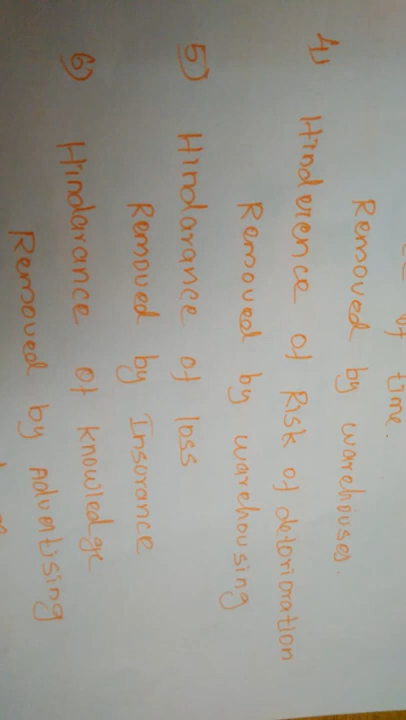 of time.
Removed by warehouses.
4) Hinderence of Risk of detorioration
Removed by warehousing
5) Hindarance of loss
Removed by Insurance
6) Hindarance of knowledge
Removed by Advertising